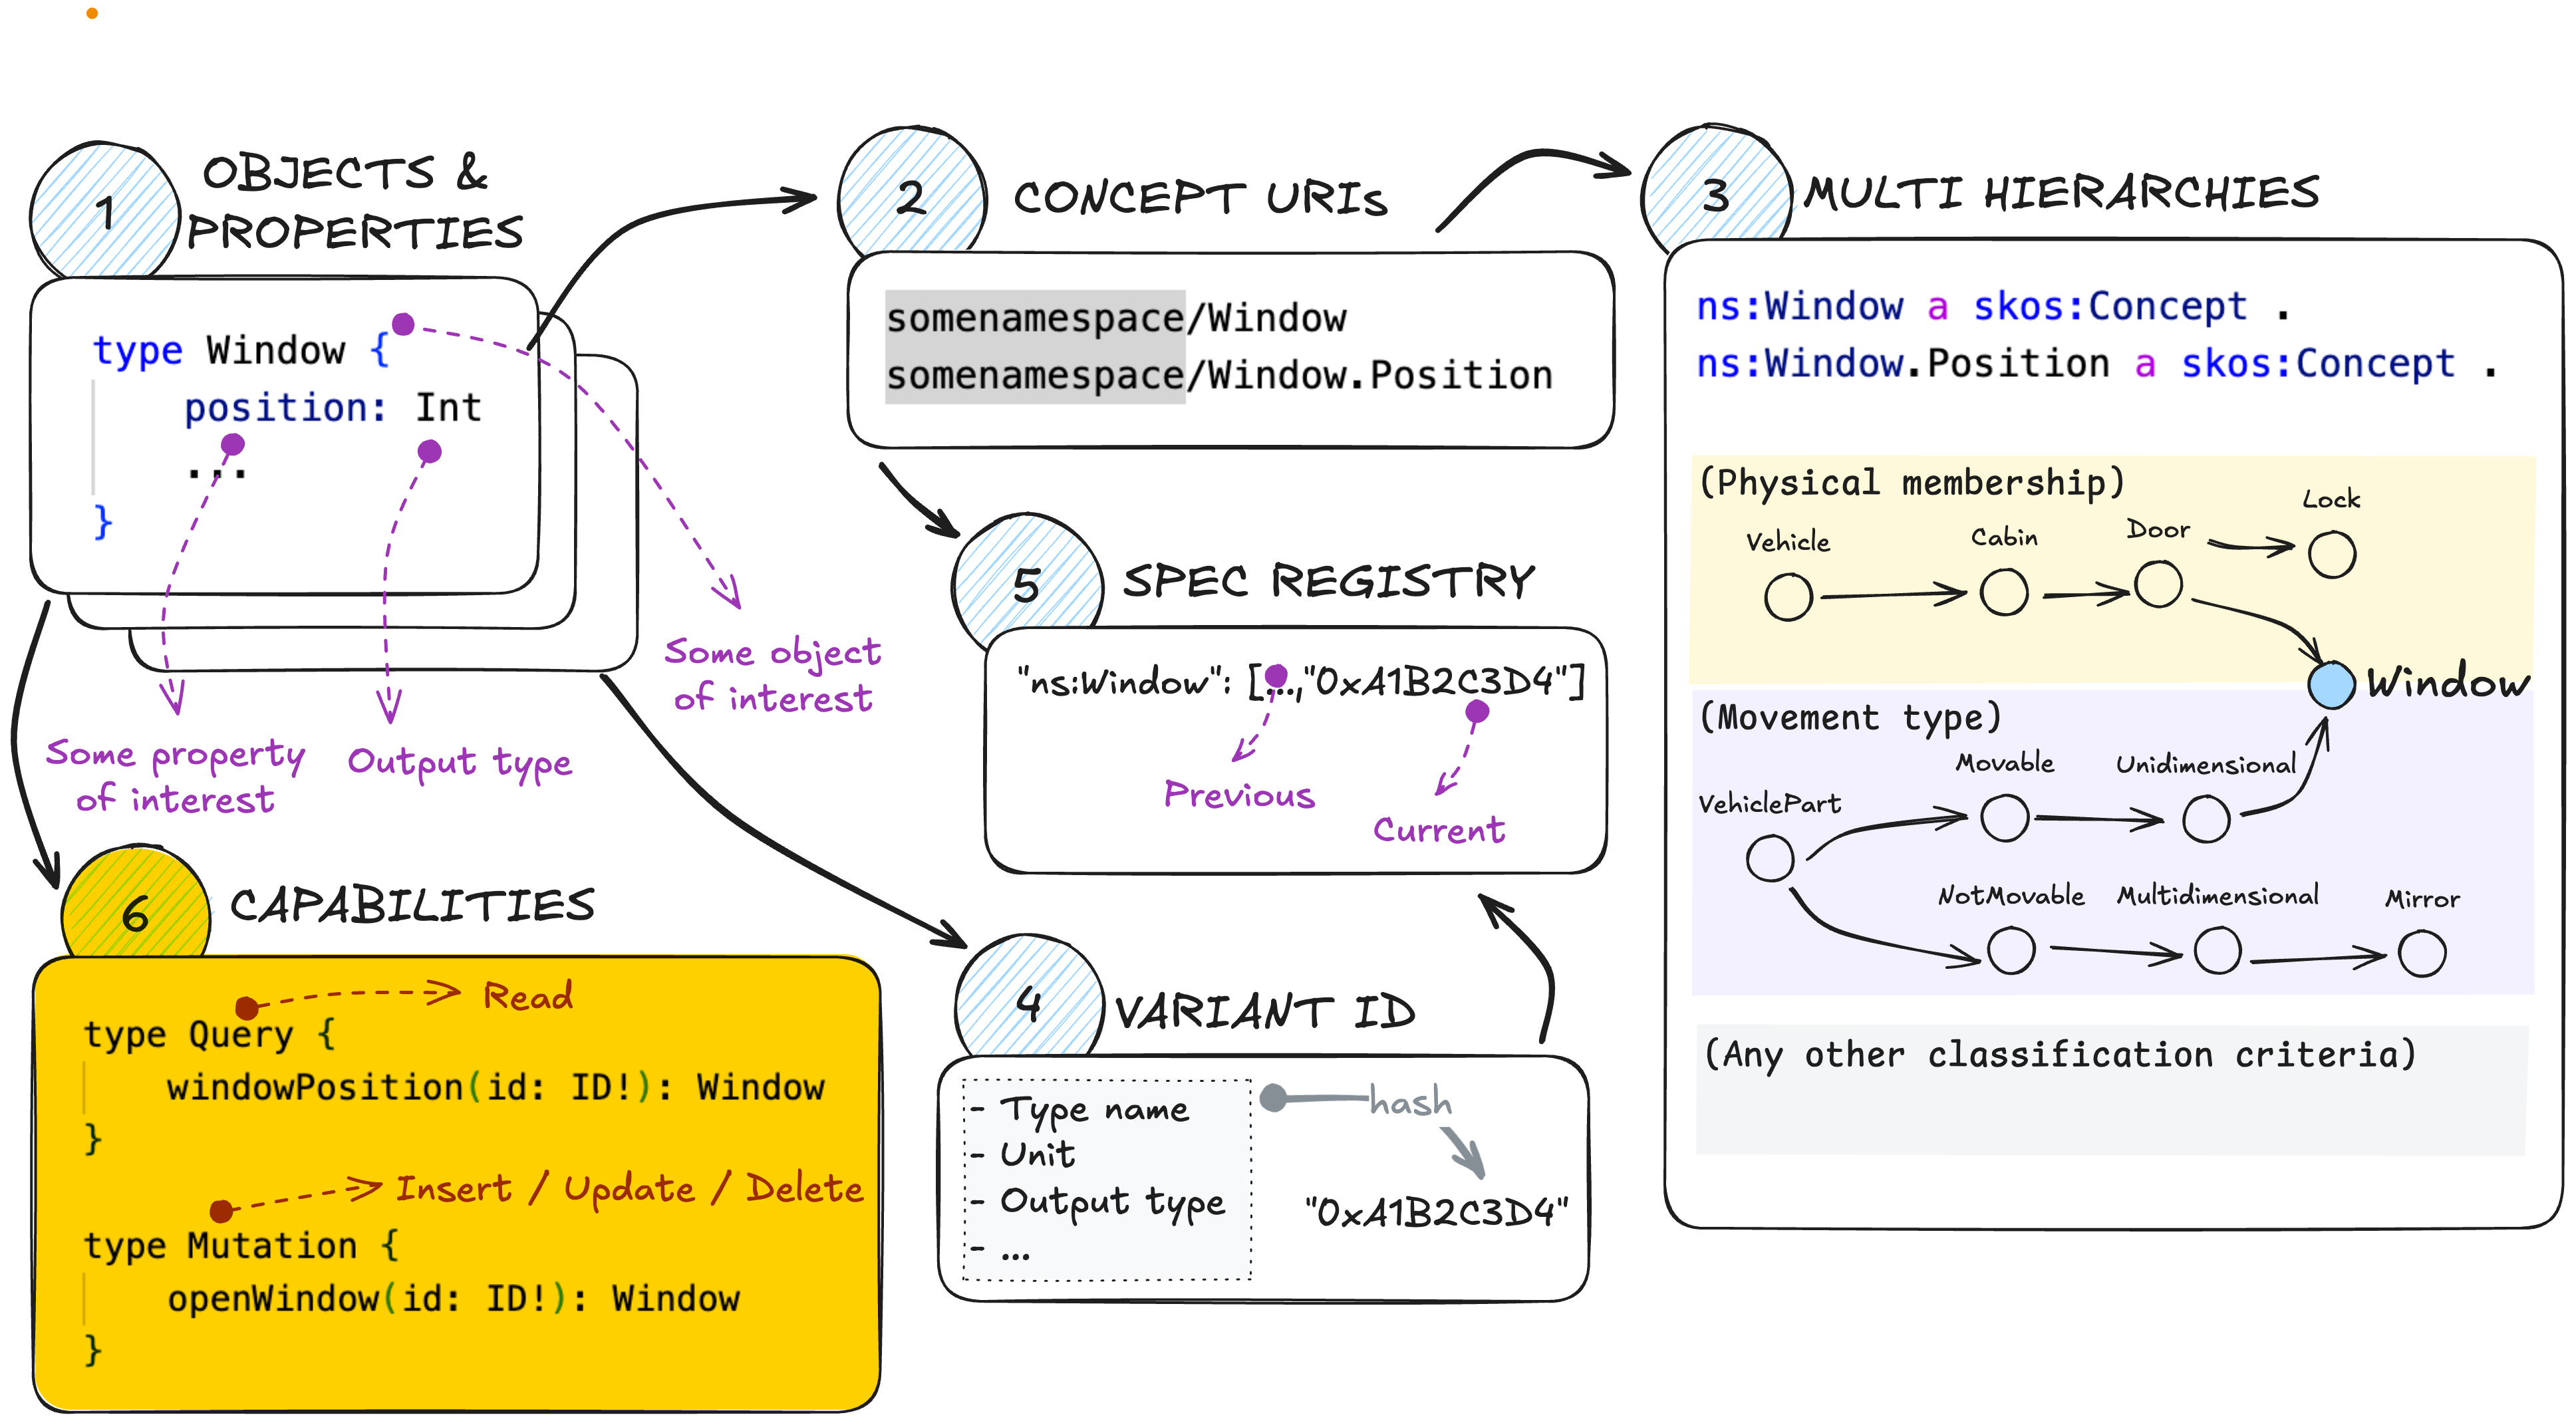 1
OBJECTS &
PROPERTIES
type Window {
position: Int
...
}
Some property
of interest
Output type
Some object
of interest
2
CONCEPT URIs
somenamespace/Window
somenamespace/Window.Position
3
MULTI HIERARCHIES
ns:Window a skos:Concept .
ns:Window.Position a skos:Concept .
(Physical membership)
Vehicle
Cabin
Door
Lock
Window
(Movement type)
VehiclePart
Movable
Unidimensional
NotMovable
Multidimensional
Mirror
(Any other classification criteria)
5
SPEC REGISTRY
"ns:Window": [...,"0xA1B2C3D4"]
Previous
Current
4
VARIANT ID
- Type name
- Unit
- Output type
- ...
hash
"0xA1B2C3D4"
6
CAPABILITIES
Read
type Query {
windowPosition(id: ID!): Window
}
Insert / Update / Delete
type Mutation {
openWindow(id: ID!): Window
}